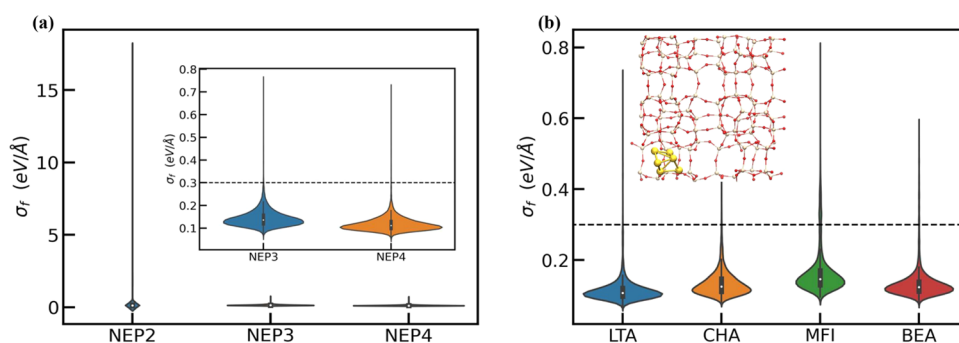 (a)
σf (eV/Å)
15
10
5
0
NEP2
NEP3
NEP4
σf (eV/Å)
0.8
0.7
0.6
0.5
0.4
0.3
0.2
0.1
NEP3
NEP4
(b)
σf (eV/Å)
0.8
0.6
0.4
0.2
LTA
CHA
MFI
BEA